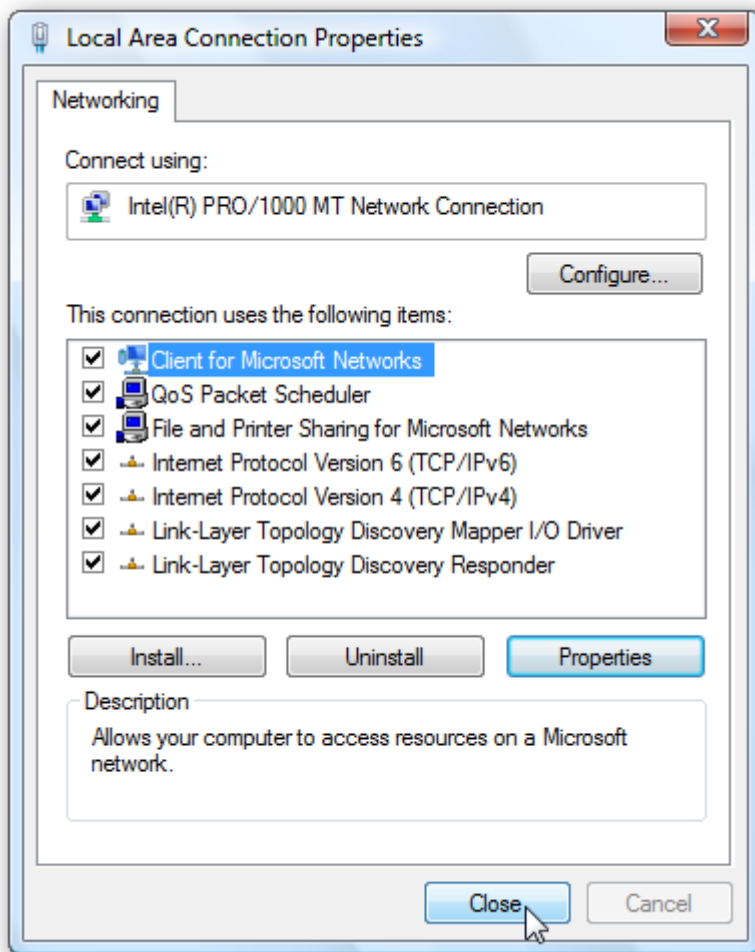 Local Area Connection Properties
Networking
Connect using:
Intel(R) PRO/1000 MT Network Connection
Configure...
This connection uses the following items:
Client for Microsoft Networks
QoS Packet Scheduler
File and Printer Sharing for Microsoft Networks
Internet Protocol Version 6 (TCP/IPv6)
Internet Protocol Version 4 (TCP/IPv4)
Link-Layer Topology Discovery Mapper I/O Driver
Link-Layer Topology Discovery Responder
Install... Uninstall Properties
Description
Allows your computer to access resources on a Microsoft
network.
Close Cancel